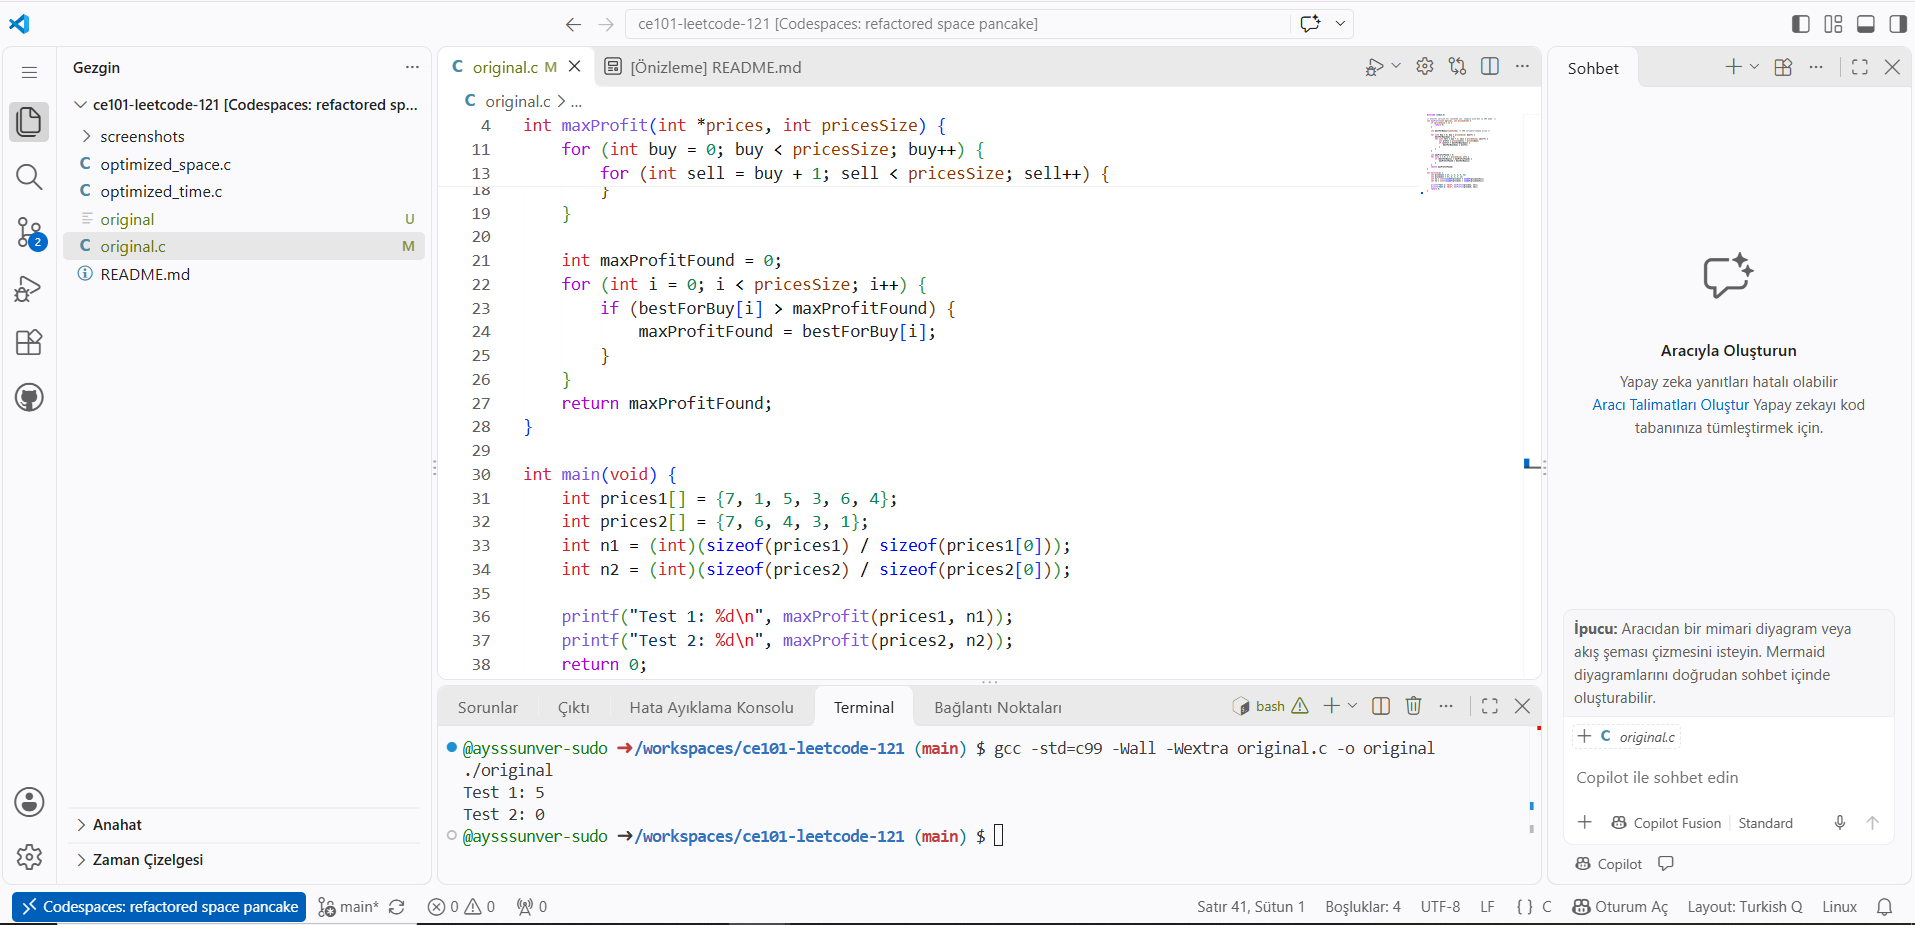 ce101-leetcode-121 [Codespaces: refactored space pancake]
Gezgin
ce101-leetcode-121 [Codespaces: refactored sp...
screenshots
C optimized_space.c
C optimized_time.c
original U
C original.c M
README.md
Anahat
Zaman Çizelgesi
C original.c M
[Önizleme] README.md
C original.c > ...
4 int maxProfit(int *prices, int pricesSize) {
11 for (int buy = 0; buy < pricesSize; buy++) {
13 for (int sell = buy + 1; sell < pricesSize; sell++) {
18 }
19 }
20
21 int maxProfitFound = 0;
22 for (int i = 0; i < pricesSize; i++) {
23 if (bestForBuy[i] > maxProfitFound) {
24 maxProfitFound = bestForBuy[i];
25 }
26 }
27 return maxProfitFound;
28 }
29
30 int main(void) {
31 int prices1[] = {7, 1, 5, 3, 6, 4};
32 int prices2[] = {7, 6, 4, 3, 1};
33 int n1 = (int)(sizeof(prices1) / sizeof(prices1[0]));
34 int n2 = (int)(sizeof(prices2) / sizeof(prices2[0]));
35
36 printf("Test 1: %d\n", maxProfit(prices1, n1));
37 printf("Test 2: %d\n", maxProfit(prices2, n2));
38 return 0;
Sorunlar Çıktı Hata Ayıklama Konsolu Terminal Bağlantı Noktaları
bash
@aysssunver-sudo ➜/workspaces/ce101-leetcode-121 (main) $ gcc -std=c99 -Wall -Wextra original.c -o original
./original
Test 1: 5
Test 2: 0
@aysssunver-sudo ➜/workspaces/ce101-leetcode-121 (main) $
Sohbet
Aracıyla Oluşturun
Yapay zeka yanıtları hatalı olabilir
Aracı Talimatları Oluştur Yapay zekayı kod
tabanınıza tümleştirmek için.
İpucu: Aracıdan bir mimari diyagram veya
akış şeması çizmesini isteyin. Mermaid
diyagramlarını doğrudan sohbet içinde
oluşturabilir.
C original.c
Copilot ile sohbet edin
Copilot Fusion Standard
Copilot
2
Codespaces: refactored space pancake
main*
0 0
0
Satır 41, Sütun 1
Boşluklar: 4
UTF-8
LF
{ } C
Oturum Aç
Layout: Turkish Q
Linux